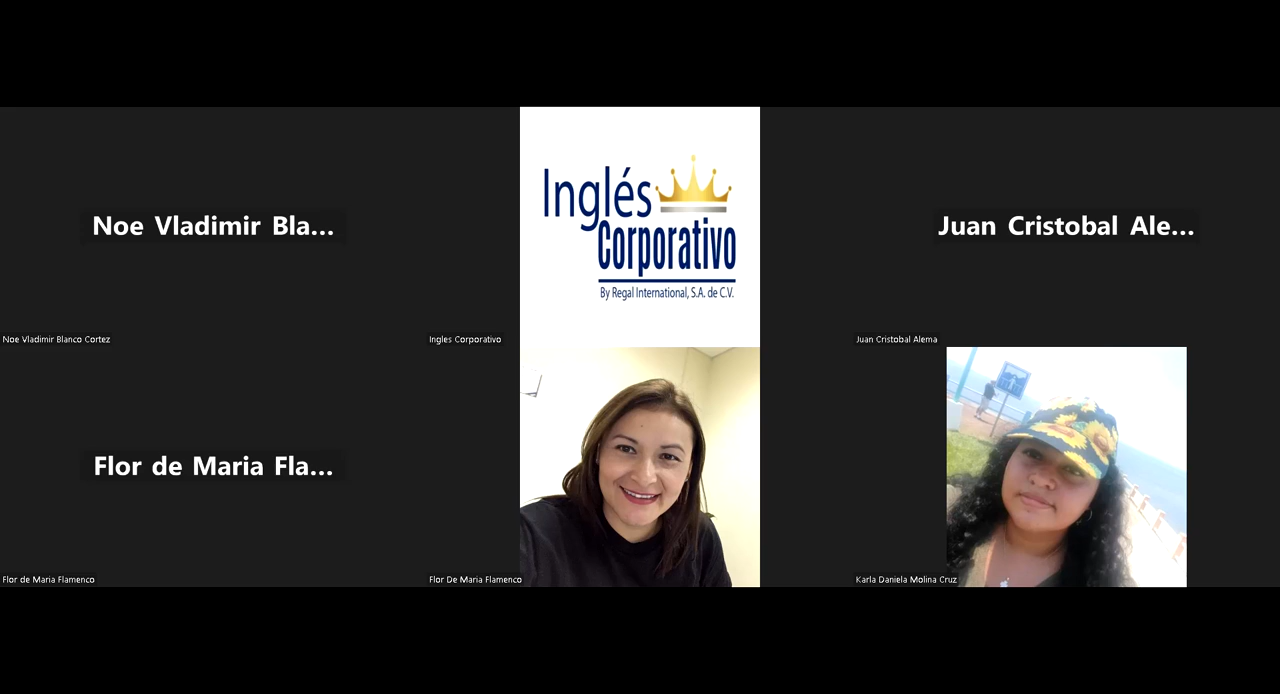 Noe Vladimir Bla...
Noe Vladimir Blanco Cortez
Inglés
Corporativo
By Regal International, S.A. de C.V.
Ingles Corporativo
Juan Cristobal Ale...
Juan Cristobal Alema
Flor de Maria Fla...
Flor de Maria Flamenco
Flor De Maria Flamenco
Karla Daniela Molina Cruz